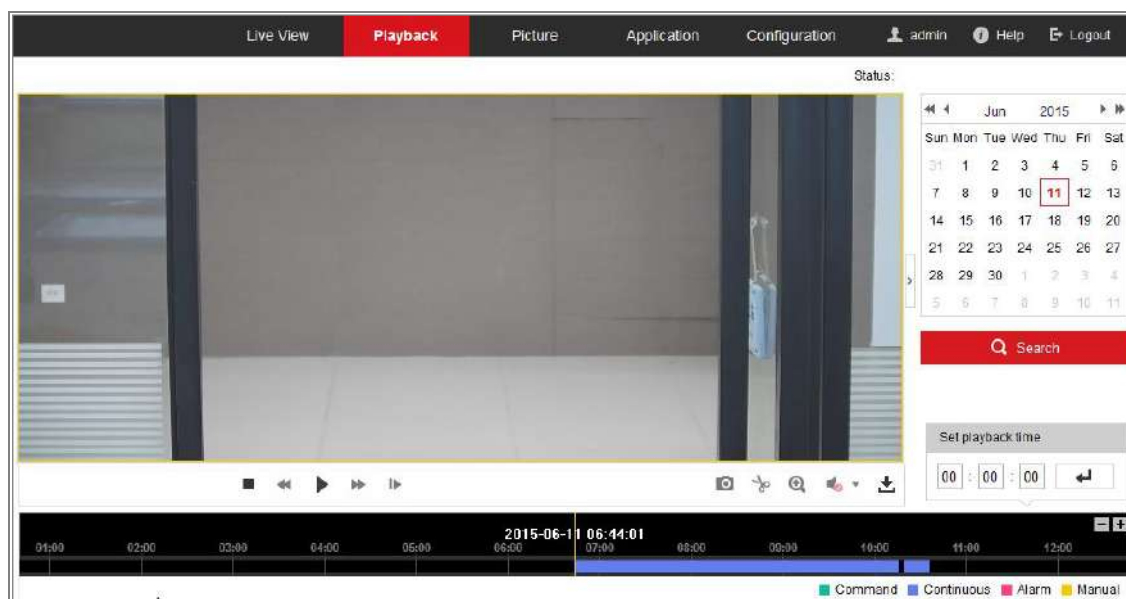 Live View Playback Picture Application Configuration admin Help Logout
Status:
Jun 2015
Sun Mon Tue Wed Thu Fri Sat
31 1 2 3 4 5 6
7 8 9 10 11 12 13
14 15 16 17 18 19 20
21 22 23 24 25 26 27
28 29 30 1 2 3 4
5 6 7 8 9 10 11
Search
Set playback time
00 : 00 : 00
2015-06-11 06:44:01
01:00 02:00 03:00 04:00 05:00 06:00 07:00 08:00 09:00 10:00 11:00 12:00
Command Continuous Alarm Manual